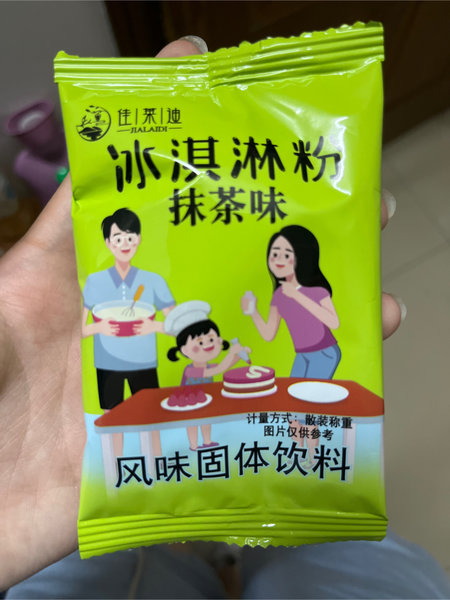 佳莱迪
JIALAIDI
冰淇淋粉
抹茶味
计量方式：散装称重
图片仅供参考
风味固体饮料